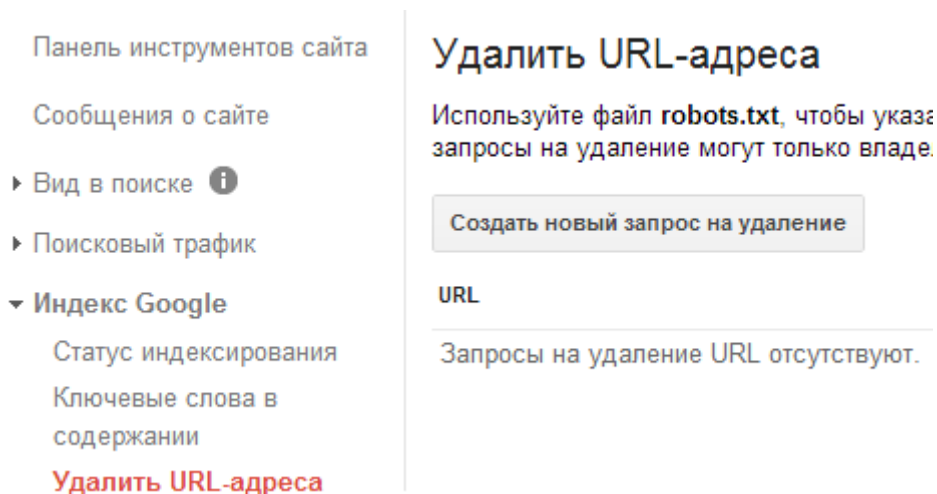 Панель инструментов сайта
Сообщения о сайте
Вид в поиске
Поисковый трафик
Индекс Google
Статус индексирования
Ключевые слова в
содержании
Удалить URL-адреса
Удалить URL-адреса
Используйте файл robots.txt, чтобы указа
запросы на удаление могут только владе
Создать новый запрос на удаление
URL
Запросы на удаление URL отсутствуют.